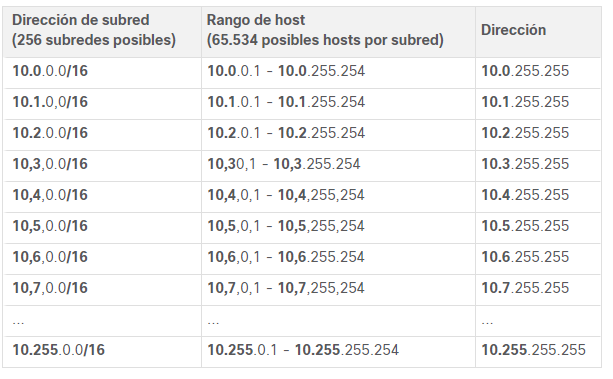 Dirección de subred
(256 subredes posibles)
Rango de host
(65.534 posibles hosts por subred)
Dirección
10.0.0.0/16 10.0.0.1 - 10.0.255.254 10.0.255.255
10.1.0,0/16 10.1.0.1 - 10.1.255.254 10.1.255.255
10.2.0,0/16 10.2.0.1 - 10.2.255.254 10.2.255.255
10,3,0.0/16 10,30,1 - 10,3.255.254 10.3.255.255
10,4,0.0/16 10,4,0,1 - 10,4,255,254 10.4.255.255
10,5,0.0/16 10,5,0,1 - 10,5,255,254 10.5.255.255
10,6,0.0/16 10,6,0,1 - 10,6.255.254 10.6.255.255
10,7,0.0/16 10,7,0,1 - 10,7,255,254 10.7.255.255
... ... ...
10.255.0.0/16 10.255.0.1 - 10.255.255.254 10.255.255.255